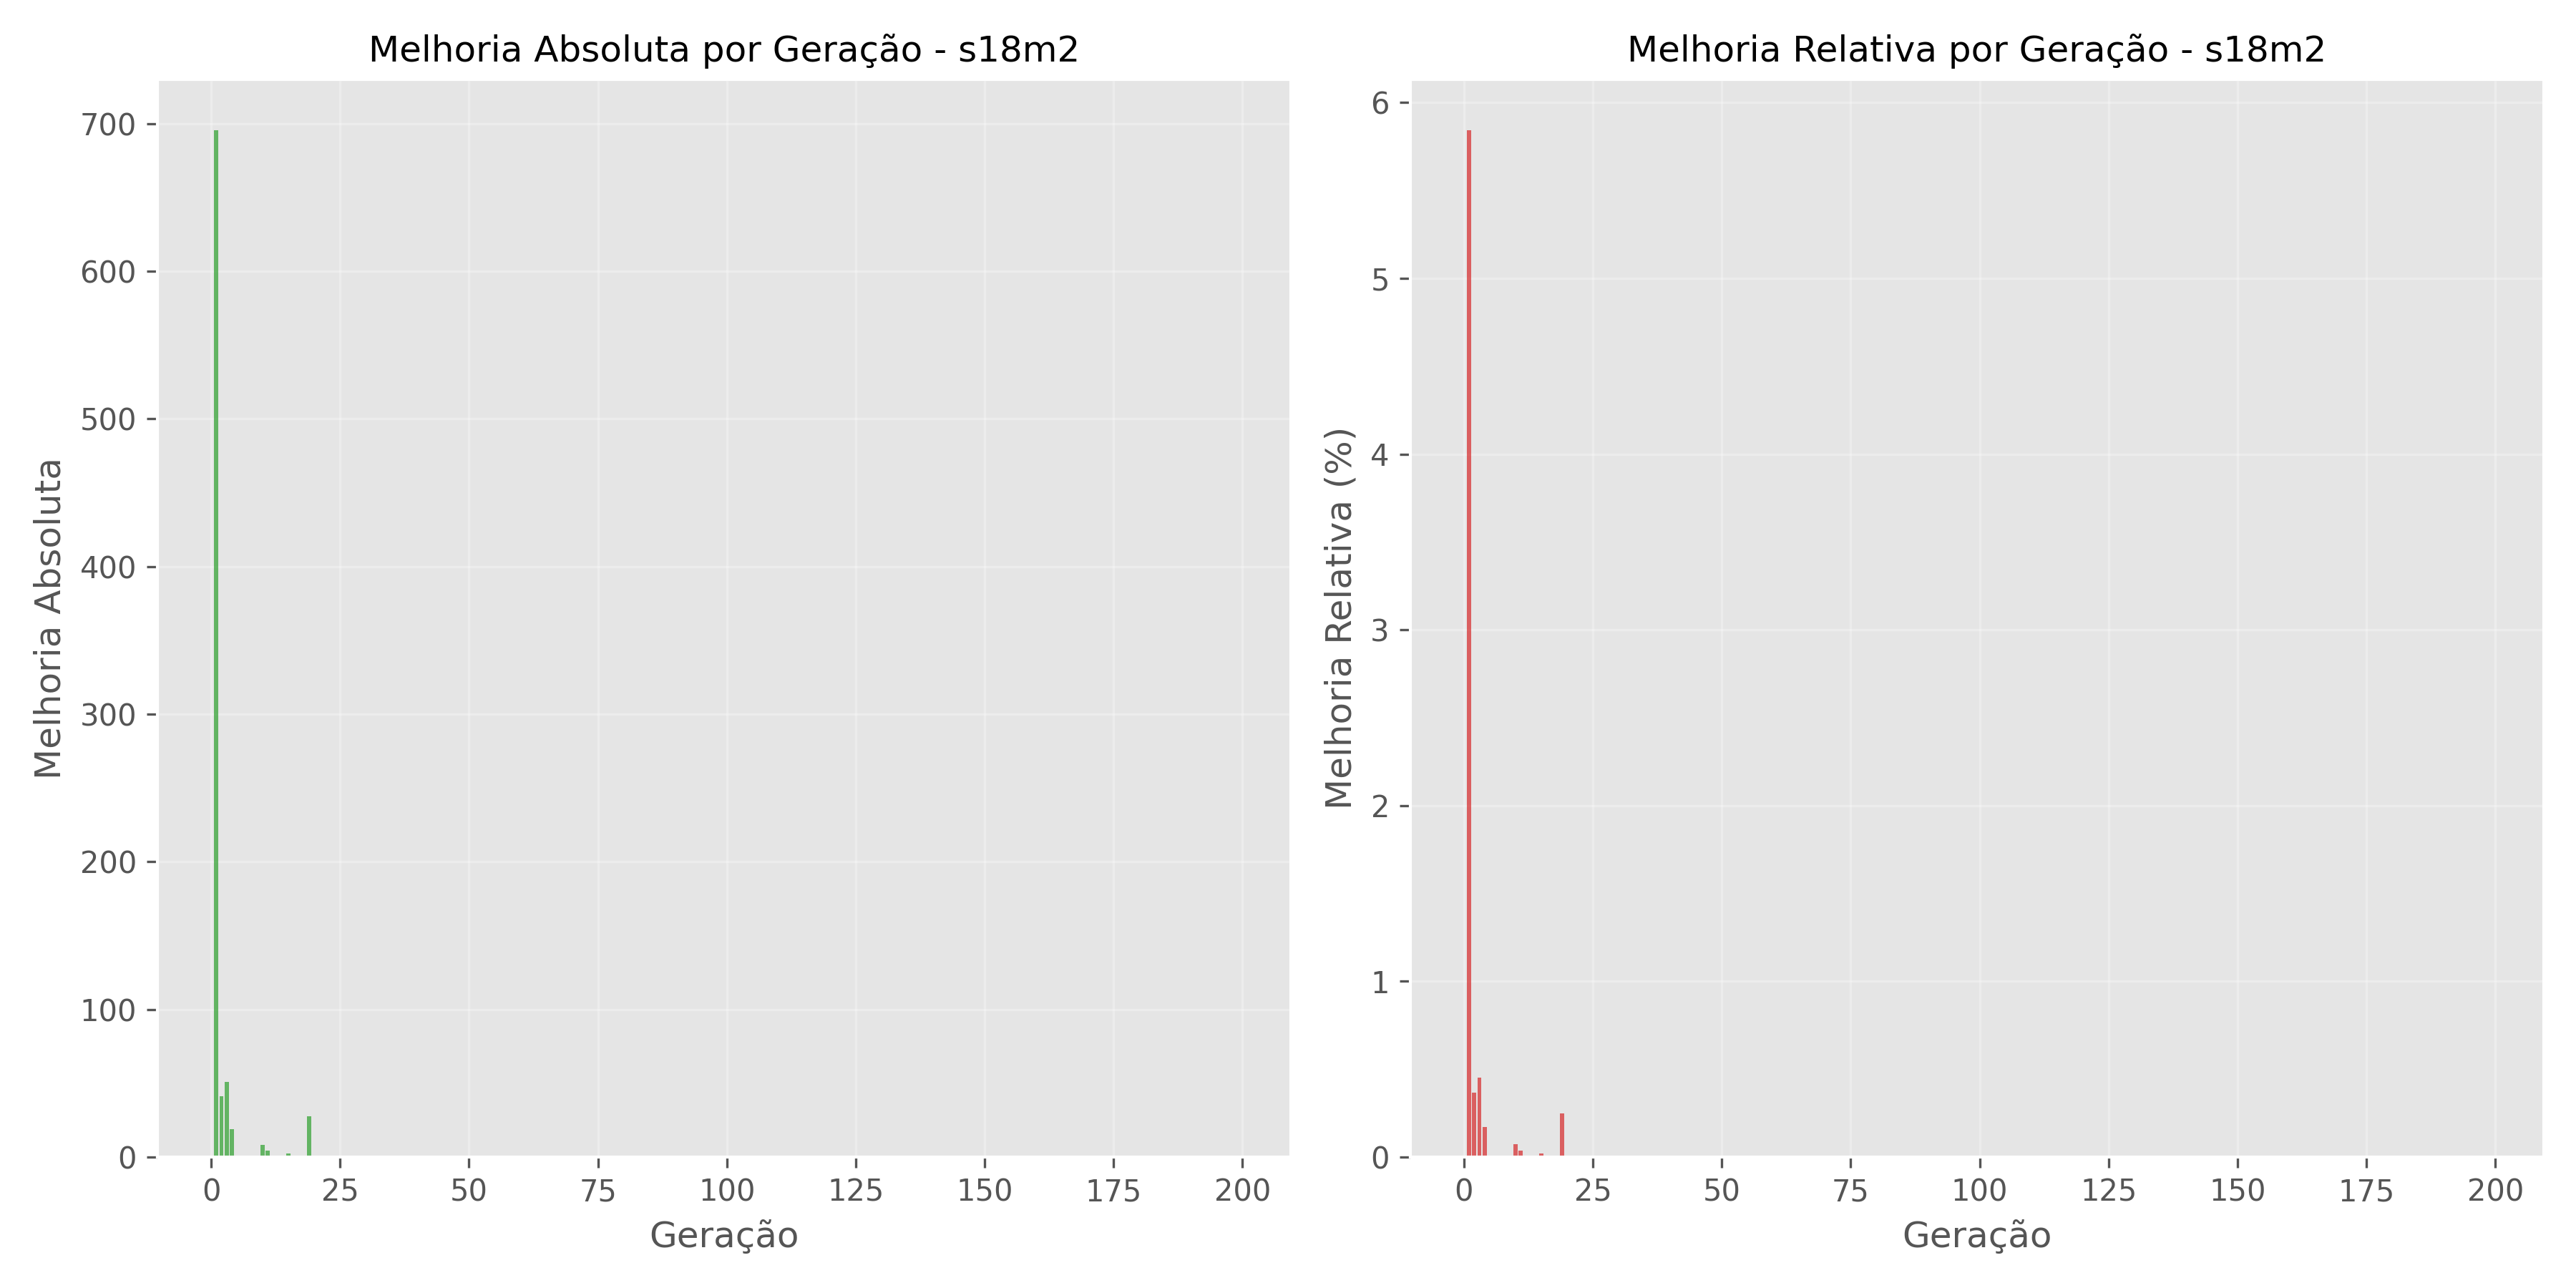 Melhoria Absoluta por Geração - s18m2
Melhoria Absoluta
700
600
500
400
300
200
100
0
0 25 50 75 100 125 150 175 200
Geração
Melhoria Relativa por Geração - s18m2
Melhoria Relativa (%)
6
5
4
3
2
1
0
0 25 50 75 100 125 150 175 200
Geração